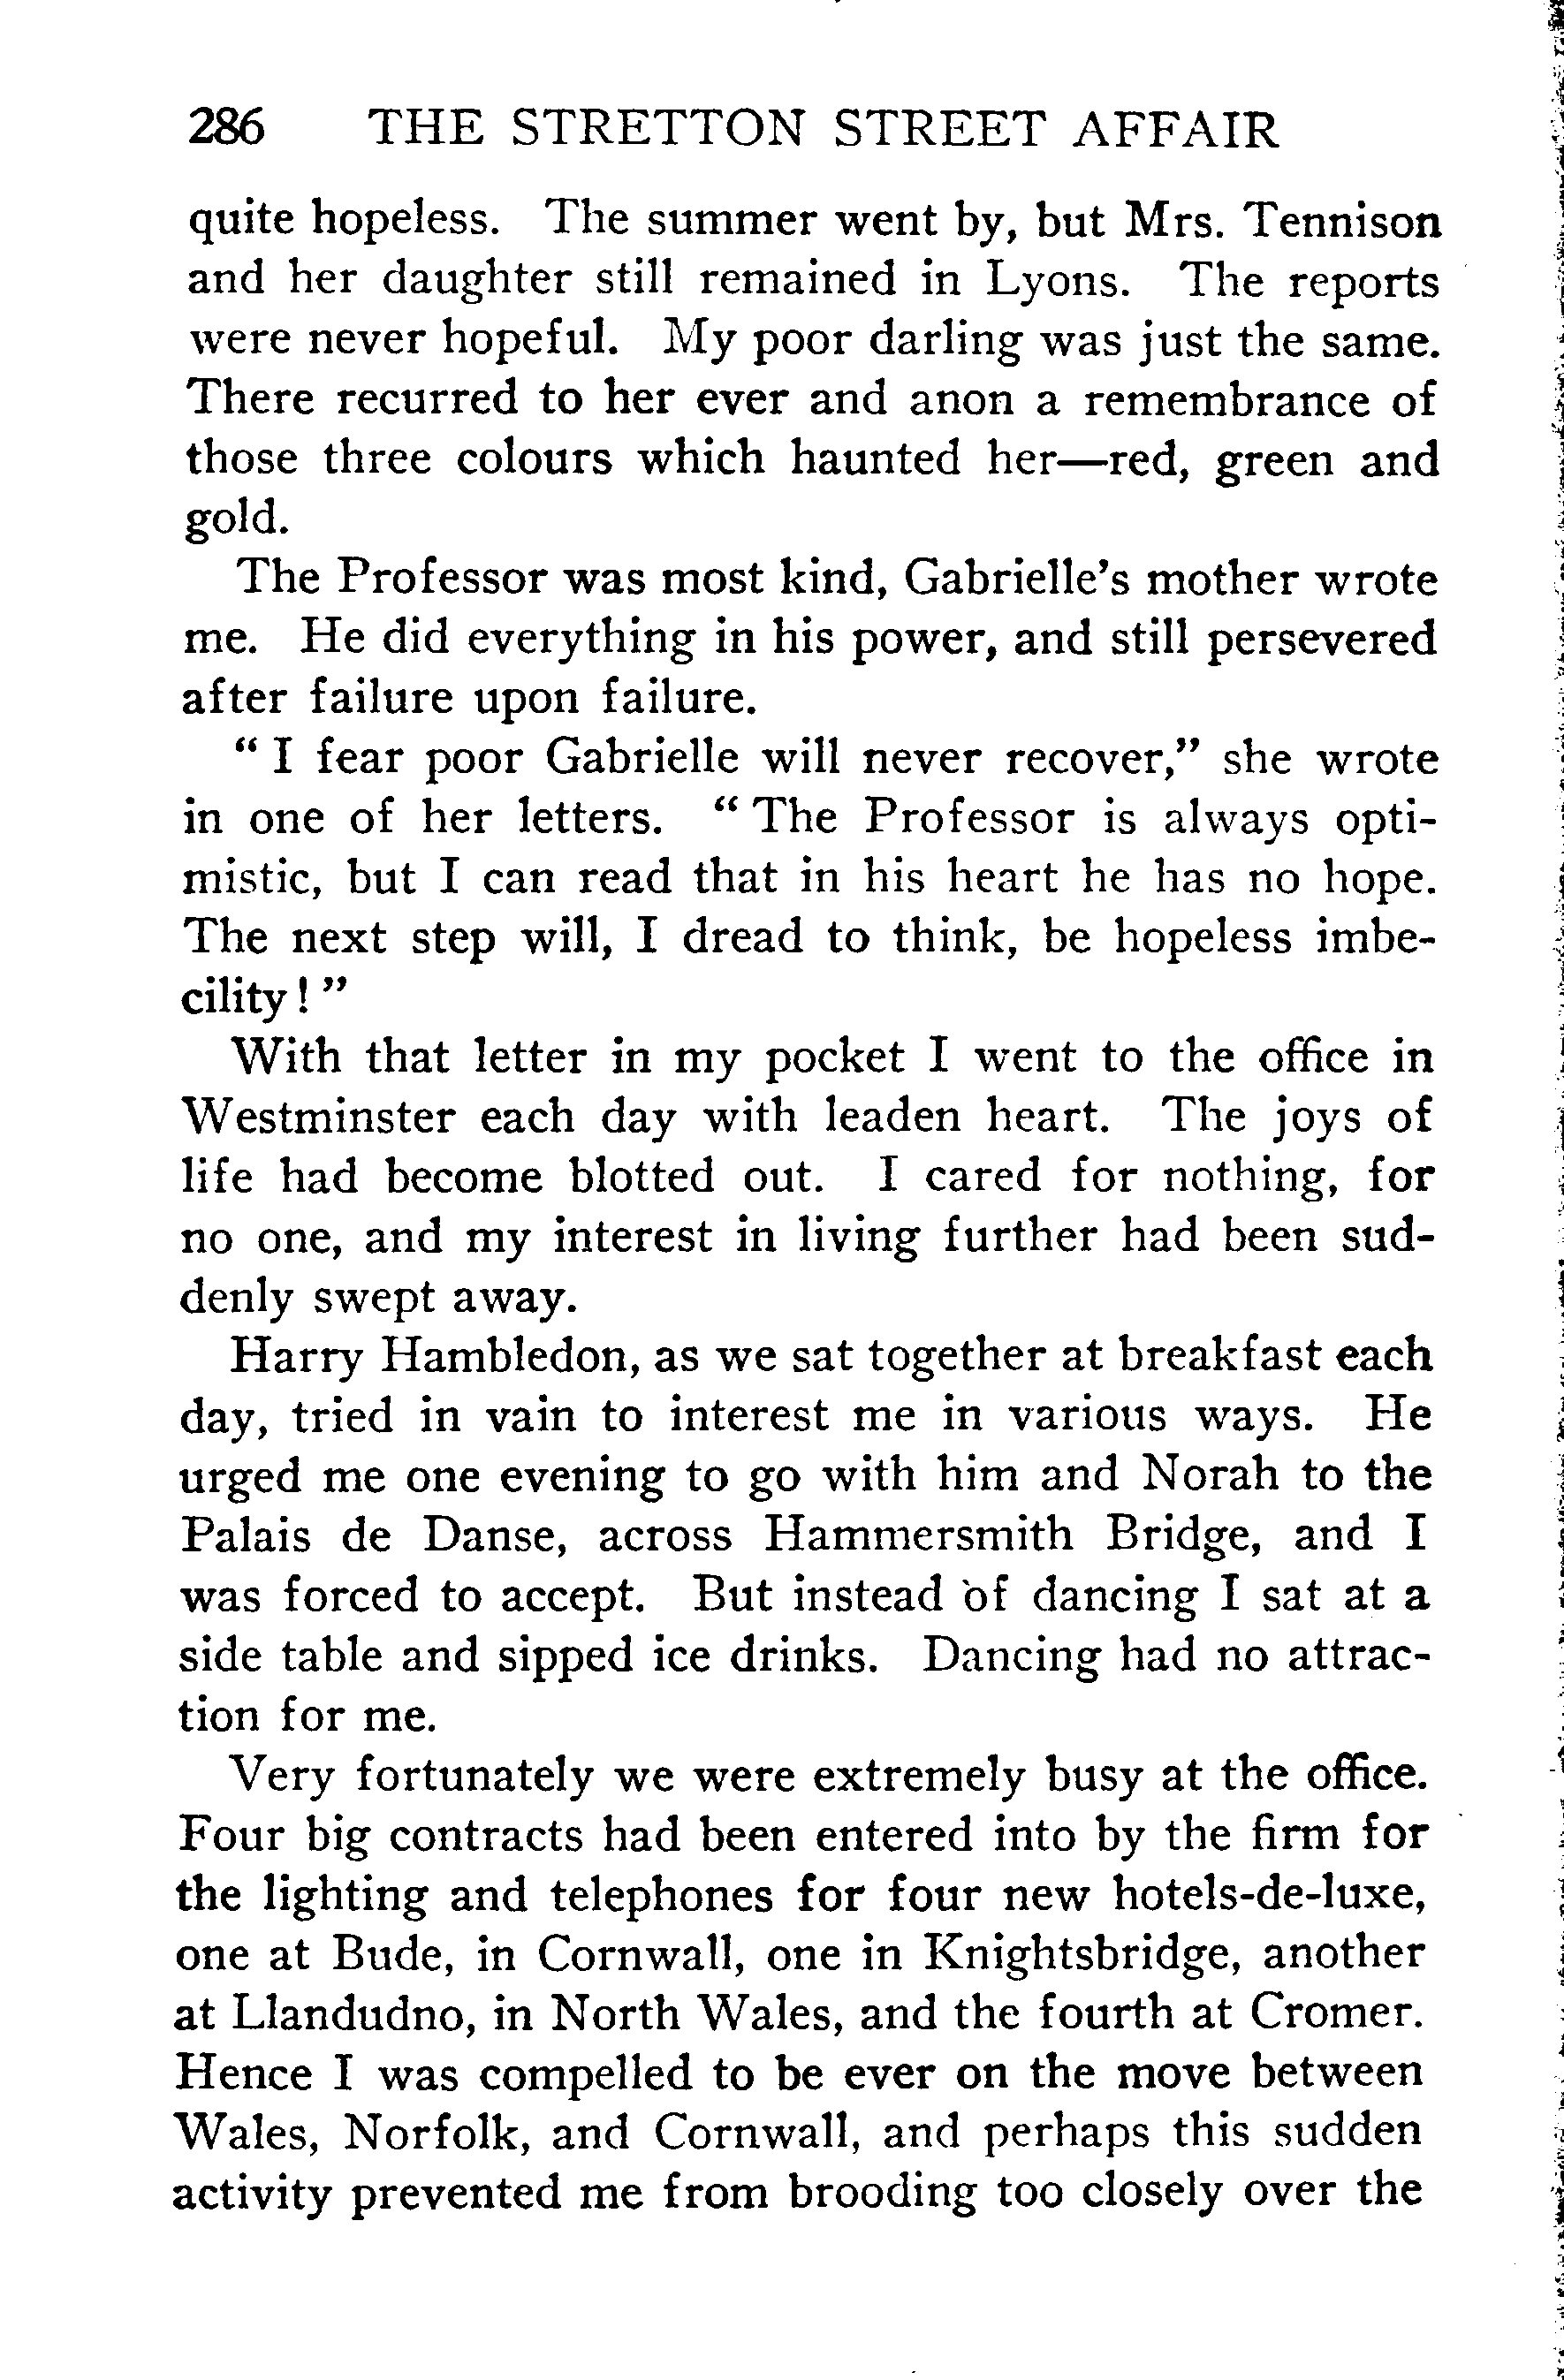 286 THE STRETTON STREET AFFAIR
quite hopeless. The summer went by, but Mrs. Tennison
and her daughter still remained in Lyons. The reports
were never hopeful. My poor darling was just the same.
There recurred to her ever and anon a remembrance of
those three colours which haunted her—red, green and
gold.
The Professor was most kind, Gabrielle's mother wrote
me. He did everything in his power, and still persevered
after failure upon failure.
" I fear poor Gabrielle will never recover," she wrote
in one of her letters. " The Professor is always opti-
mistic, but I can read that in his heart he has no hope.
The next step will, I dread to think, be hopeless imbe-
cility ! "
With that letter in my pocket I went to the office in
Westminster each day with leaden heart. The joys of
life had become blotted out. I cared for nothing, for
no one, and my interest in living further had been sud-
denly swept away.
Harry Hambledon, as we sat together at breakfast each
day, tried in vain to interest me in various ways. He
urged me one evening to go with him and Norah to the
Palais de Danse, across Hammersmith Bridge, and I
was forced to accept. But instead of dancing I sat at a
side table and sipped ice drinks. Dancing had no attrac-
tion for me.
Very fortunately we were extremely busy at the office.
Four big contracts had been entered into by the firm for
the lighting and telephones for four new hotels-de-luxe,
one at Bude, in Cornwall, one in Knightsbridge, another
at Llandudno, in North Wales, and the fourth at Cromer.
Hence I was compelled to be ever on the move between
Wales, Norfolk, and Cornwall, and perhaps this sudden
activity prevented me from brooding too closely over the